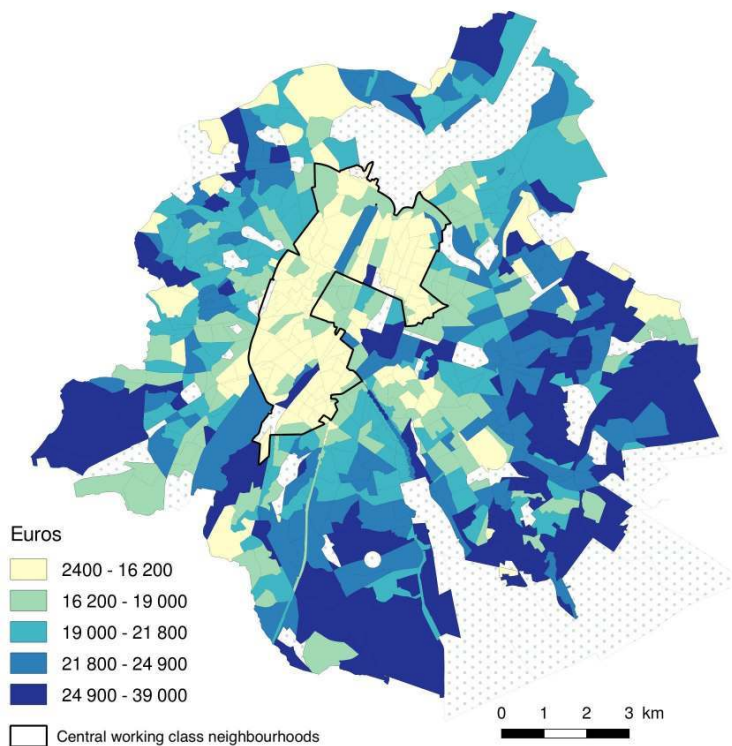 Euros
2400 - 16 200
16 200 - 19 000
19 000 - 21 800
21 800 - 24 900
24 900 - 39 000
Central working class neighbourhoods
0 1 2 3 km